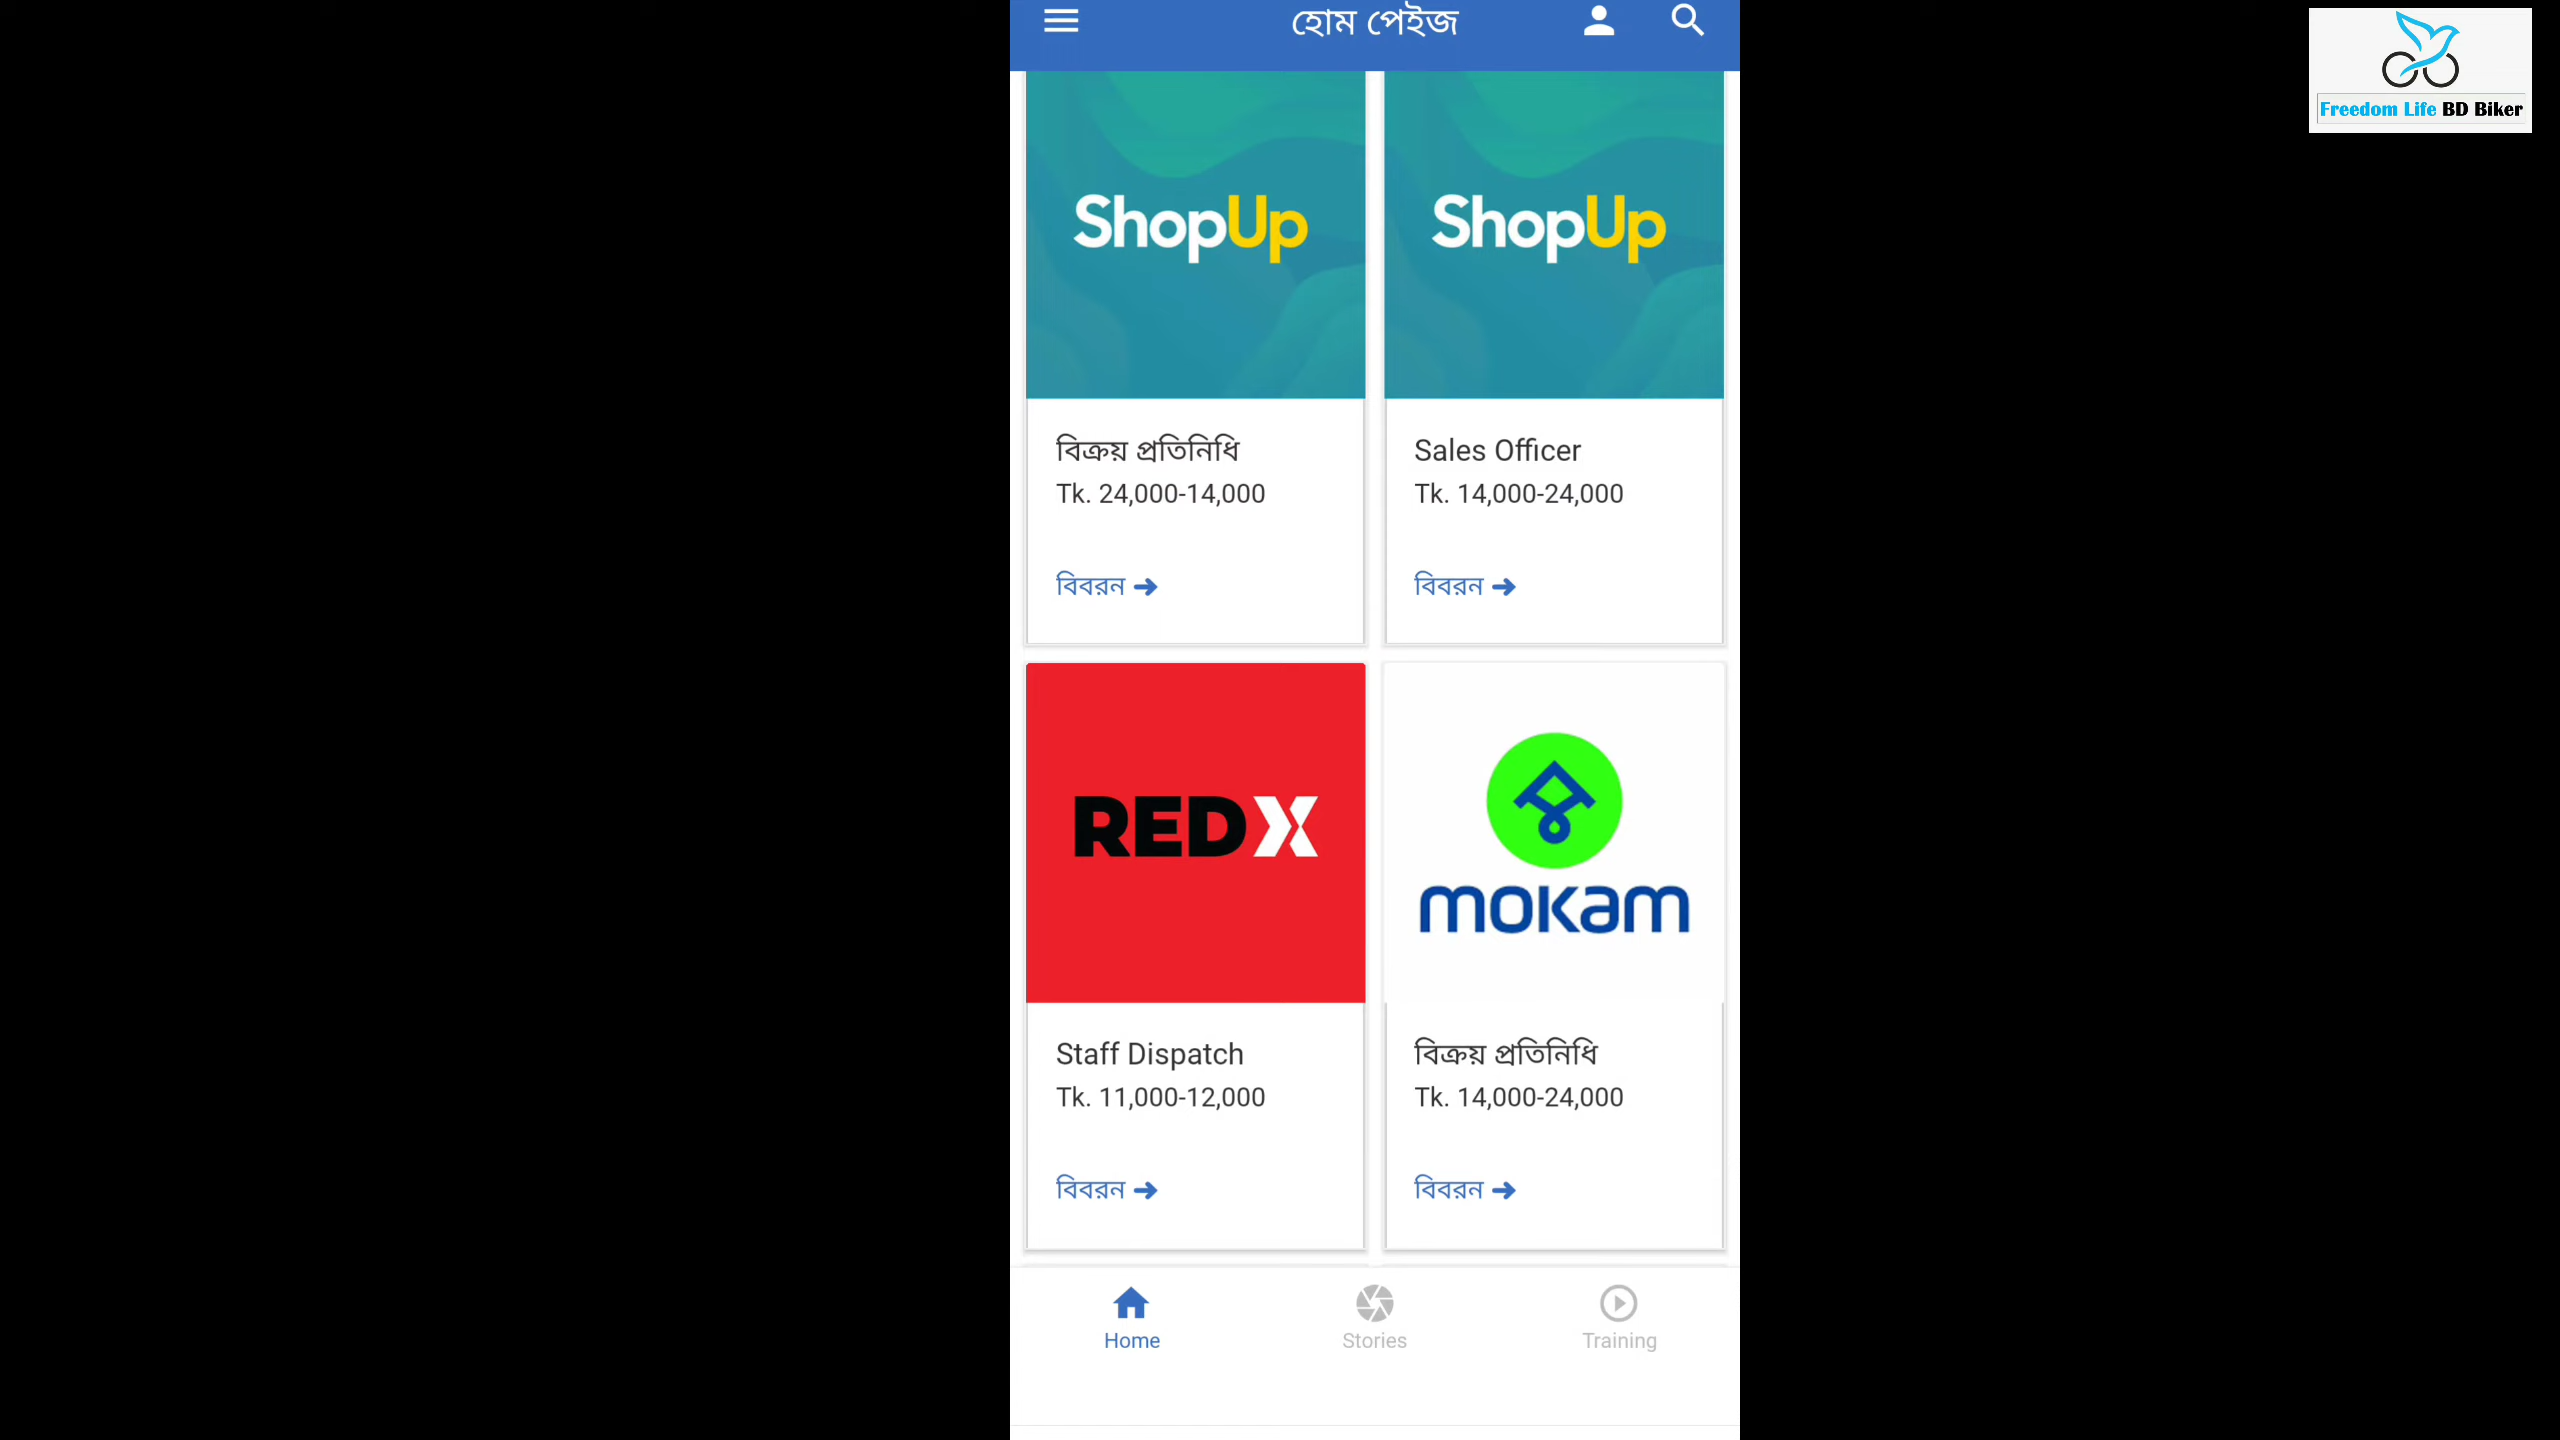 হোম পেইজ
Freedom Life BD Biker
ShopUp
ShopUp
বিক্রয় প্রতিনিধি
Tk. 24,000-14,000
বিবরন
Sales Officer
Tk. 14,000-24,000
বিবরন
REDX
mokam
Staff Dispatch
Tk. 11,000-12,000
বিবরন
বিক্রয় প্রতিনিধি
Tk. 14,000-24,000
বিবরন
Home
Stories
Training